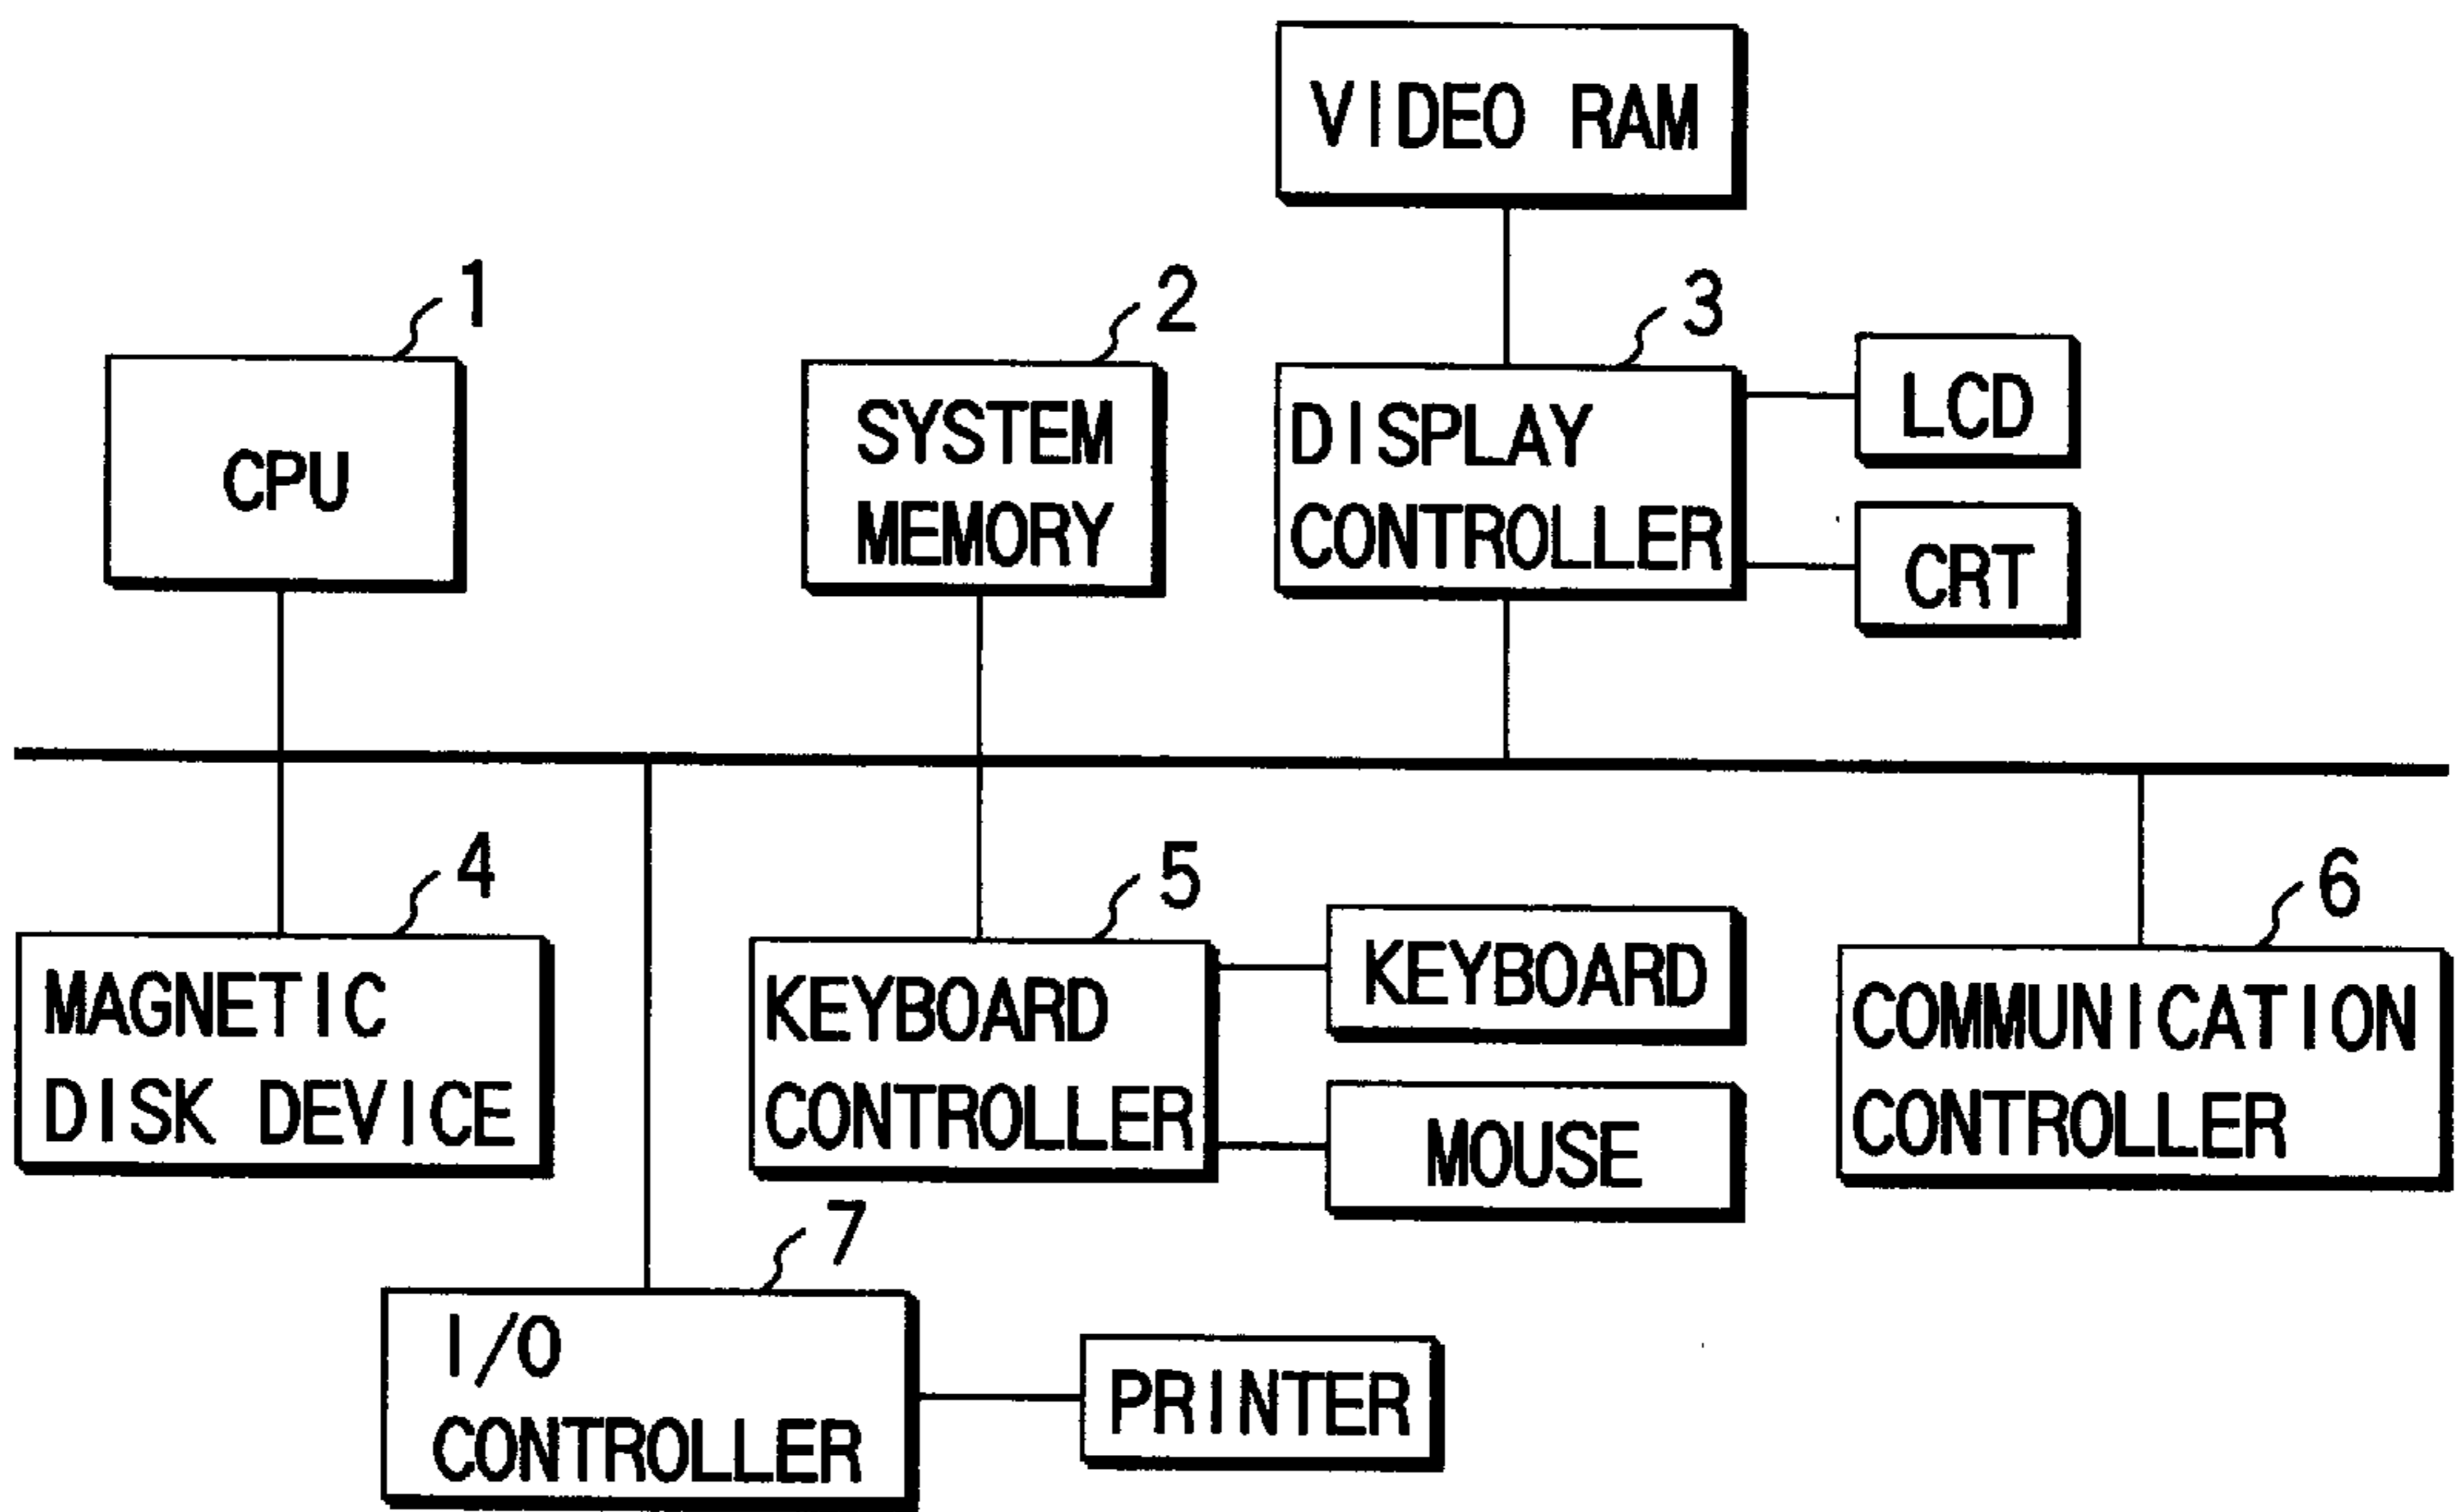 VIDEO RAM
1
2
3
CPU
SYSTEM
MEMORY
DISPLAY
CONTROLLER
LCD
CRT
4
5
6
MAGNETIC
DISK DEVICE
KEYBOARD
CONTROLLER
KEYBOARD
MOUSE
COMMUNICATION
CONTROLLER
7
I/O
CONTROLLER
PRINTER